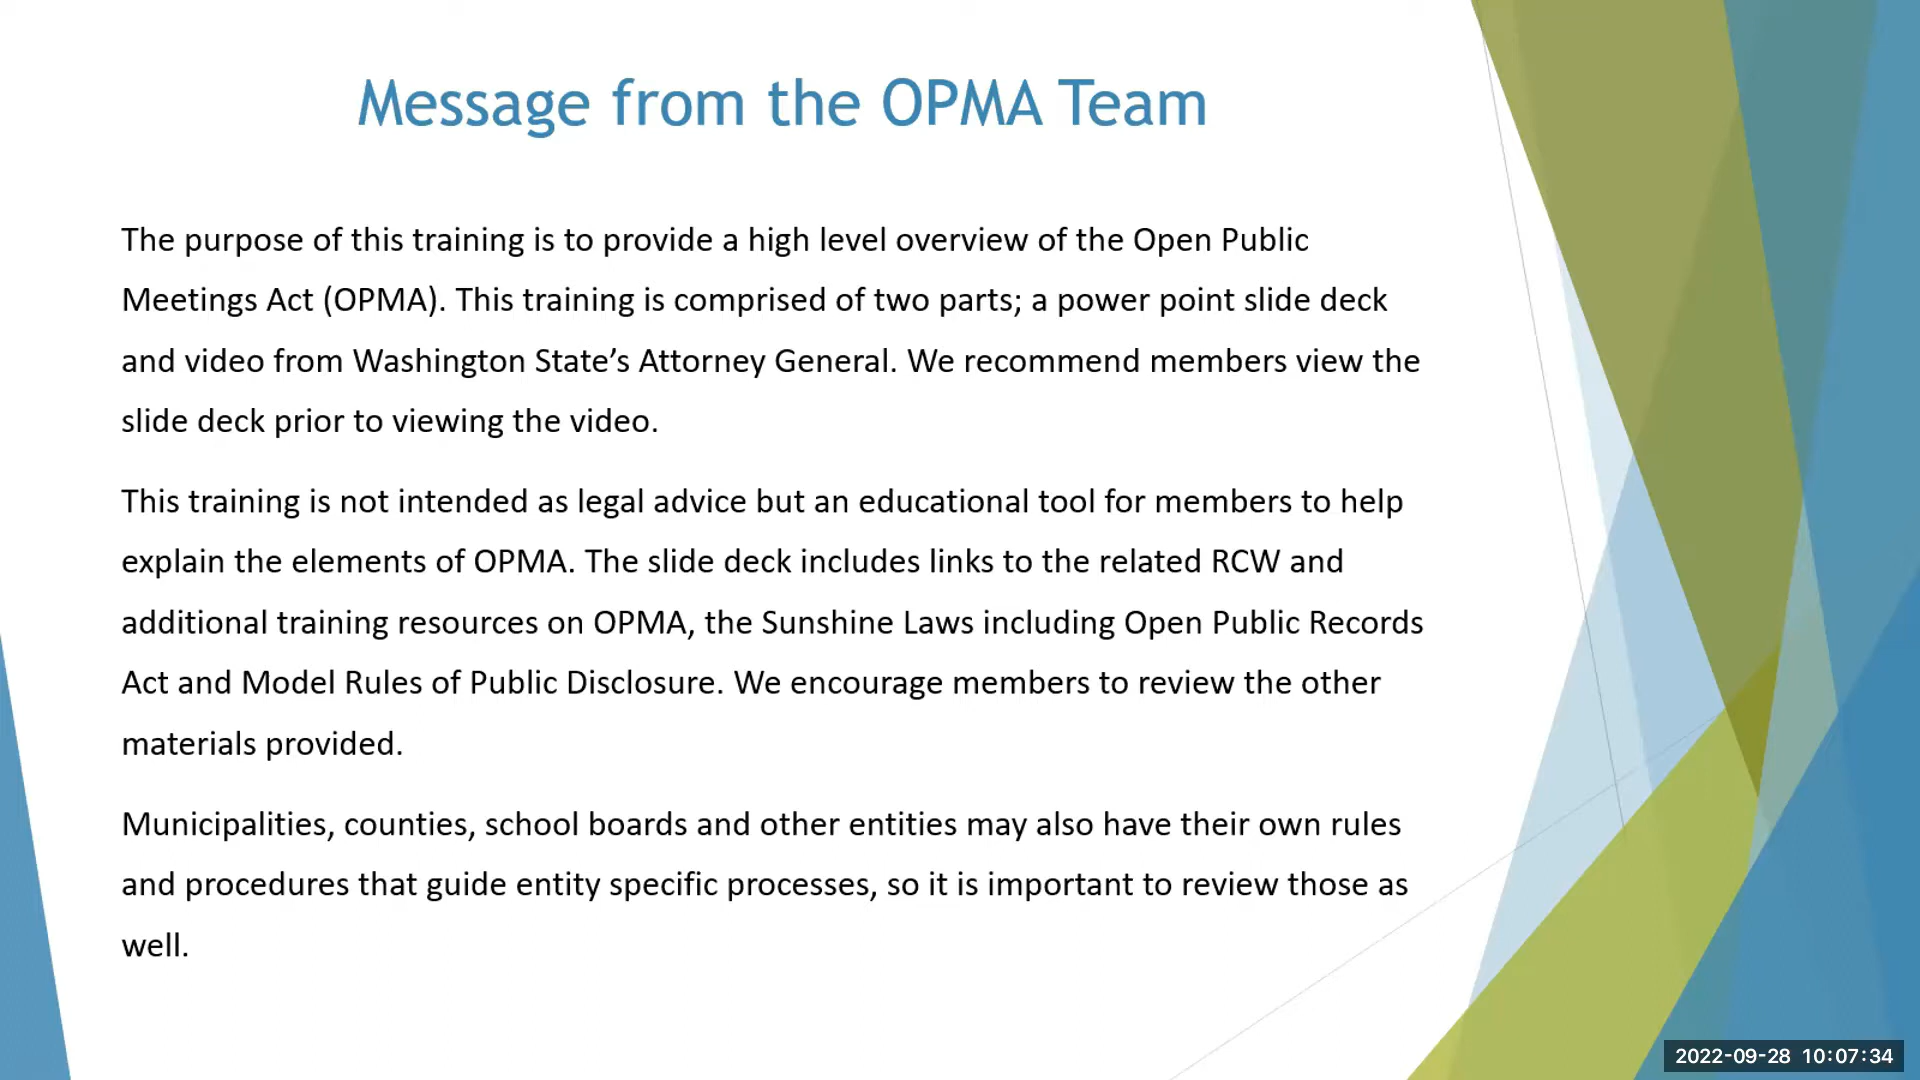 Message from the OPMA Team
The purpose of this training is to provide a high level overview of the Open Public
Meetings Act (OPMA). This training is comprised of two parts; a power point slide deck
and video from Washington State’s Attorney General. We recommend members view the
slide deck prior to viewing the video.
This training is not intended as legal advice but an educational tool for members to help
explain the elements of OPMA. The slide deck includes links to the related RCW and
additional training resources on OPMA, the Sunshine Laws including Open Public Records
Act and Model Rules of Public Disclosure. We encourage members to review the other
materials provided.
Municipalities, counties, school boards and other entities may also have their own rules
and procedures that guide entity specific processes, so it is important to review those as
well.
2022-09-28 10:07:34